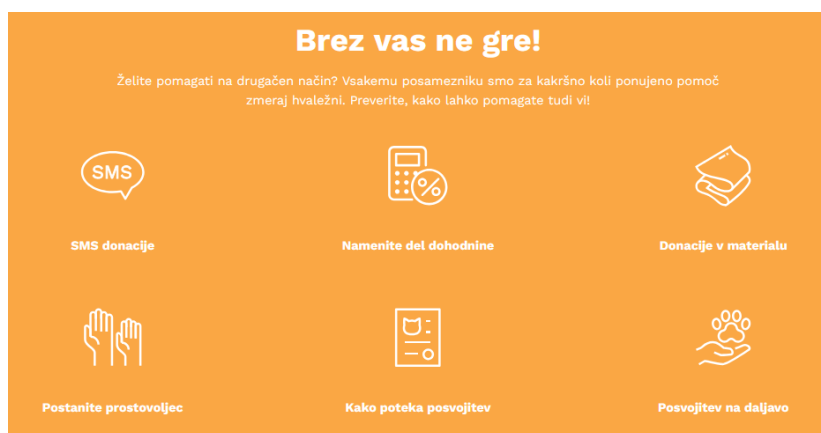 Brez vas ne gre!
Želite pomagati na drugačen način? Vsakemu posamezniku smo za kakršno koli ponujeno pomoč
zmeraj hvaležni. Preverite, kako lahko pomagate tudi vi!
SMS
%
SMS donacije
Namenite del dohodnine
Donacije v materialu
Postanite prostovoljec
Kako poteka posvojitev
Posvojitev na daljavo